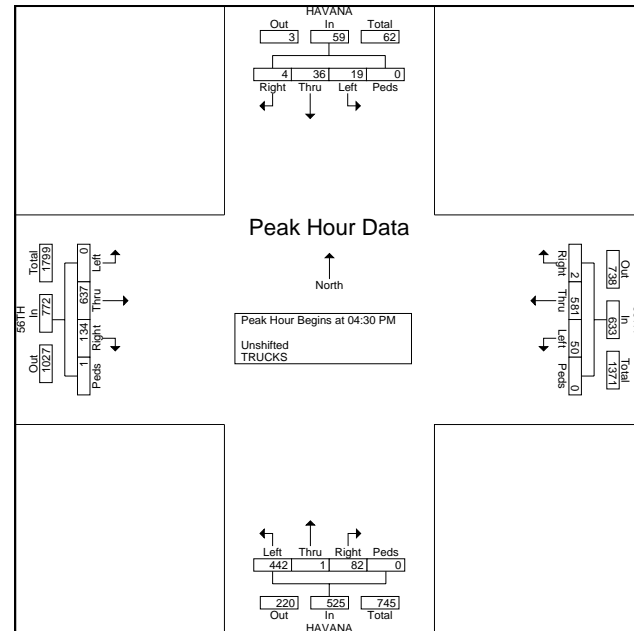 HAVANA
Out In Total
3 59 62
4 36 19 0
Right Thru Left Peds
Peak Hour Data
North
Peak Hour Begins at 04:30 PM
Unshifted
TRUCKS
56TH
Total In Out
1799 772 1027
0 637 134 1
Left Thru Right Peds
Out In Total
738 633 1371
2 581 50 0
Right Thru Left Peds
Left Thru Right Peds
442 1 82 0
220 525 745
Out In Total
HAVANA